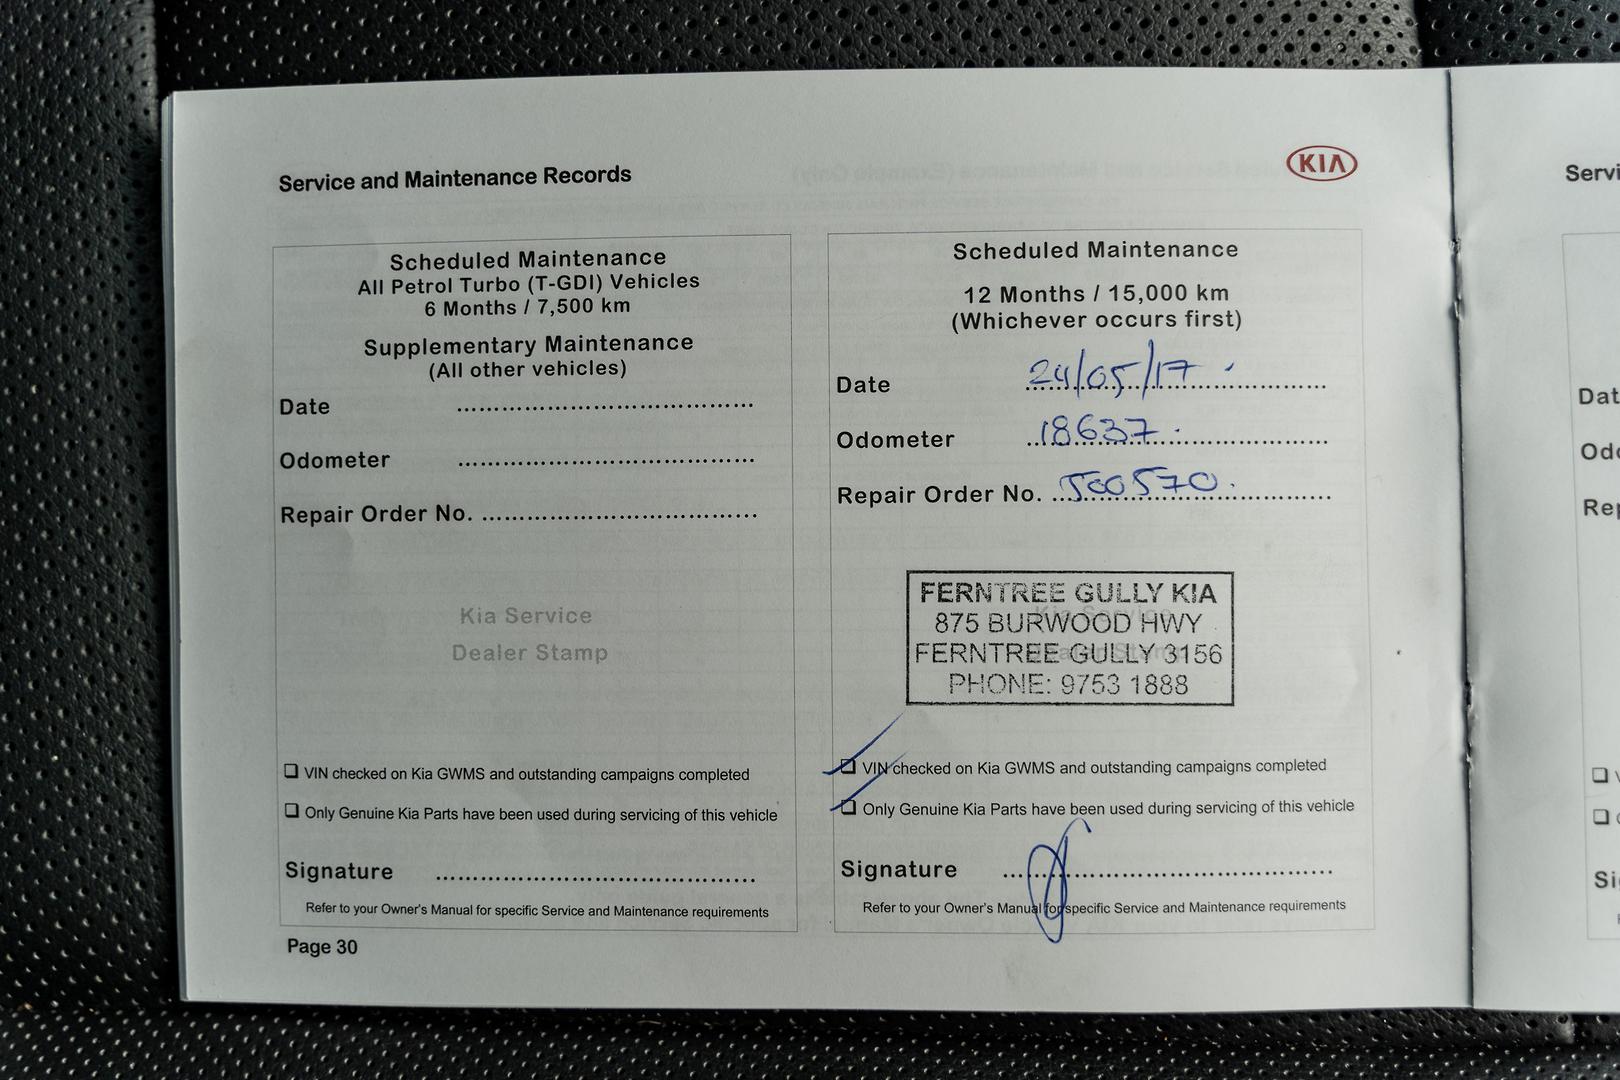 Service and Maintenance Records
KIA
Scheduled Maintenance
All Petrol Turbo (T-GDI) Vehicles
6 Months / 7,500 km
Supplementary Maintenance
(All other vehicles)
Date ........................................
Odometer ........................................
Repair Order No. ........................................
Kia Service
Dealer Stamp
❑ VIN checked on Kia GWMS and outstanding campaigns completed
❑ Only Genuine Kia Parts have been used during servicing of this vehicle
Signature ........................................
Refer to your Owner's Manual for specific Service and Maintenance requirements
Page 30
Scheduled Maintenance
12 Months / 15,000 km
(Whichever occurs first)
Date 24/05/17
Odometer 18637
Repair Order No. 500570
FERNTREE GULLY KIA
875 BURWOOD HWY
FERNTREE GULLY 3156
PHONE: 9753 1888
❑ VIN checked on Kia GWMS and outstanding campaigns completed
❑ Only Genuine Kia Parts have been used during servicing of this vehicle
Signature ........................................
Refer to your Owner's Manual for specific Service and Maintenance requirements
Servi
Dat
Odo
Rep
Si